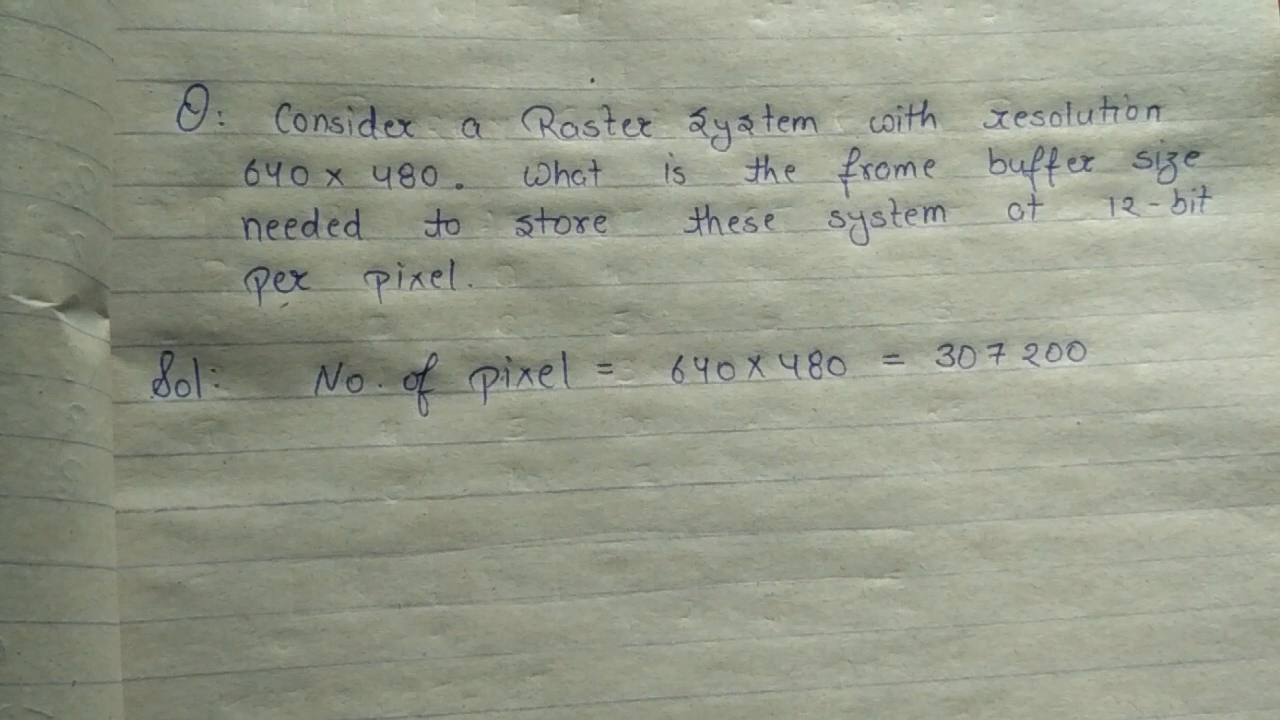 Q: Consider a Raster System with resolution
640 x 480. What is the frame buffer size
needed to store these system at 12-bit
per pixel.
Sol: No. of pixel = 640 x 480 = 307200